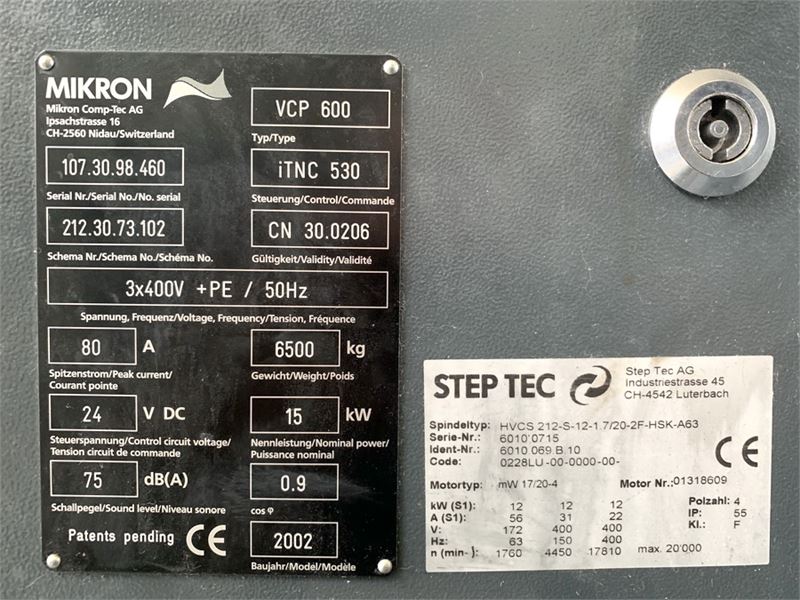 MIKRON
Mikron Comp-Tec AG
Ipsachstrasse 16
CH-2560 Nidau/Switzerland
VCP 600
Typ/Type
107.30.98.460
Serial Nr./Serial No./No. serial
iTNC 530
Steuerung/Control/Commande
212.30.73.102
Schema Nr./Schema No./Schéma No.
CN 30.0206
Gültigkeit/Validity/Validité
3x400V +PE / 50Hz
Spannung, Frequenz/Voltage, Frequency/Tension, Fréquence
80 A
Spitzenstrom/Peak current/
Courant pointe
6500 kg
Gewicht/Weight/Poids
24 V DC
Steuerspannung/Control circuit voltage/
Tension circuit de commande
15 kW
Nennleistung/Nominal power/
Puissance nominal
75 dB(A)
Schallpegel/Sound level/Niveau sonore
0.9
cos φ
Patents pending CE
2002
Baujahr/Model/Modèle
STEP TEC
Step Tec AG
Industriestrasse 45
CH-4542 Luterbach
Spindeltyp: HVCS 212-S-12-1.7/20-2F-HSK-A63
Serie-Nr.: 6010'0715
Ident-Nr.: 6010.069.B.10
Code: 0228LU -00-0000-00-
CE
Motortyp: mW 17/20-4 Motor Nr.: 01318609
kW (S1): 12 12 12 Polzahl: 4
A (S1): 56 31 22 IP: 55
V: 172 400 400 Kl.: F
Hz: 63 150 400
n (min-): 1760 4450 17810 max. 20'000